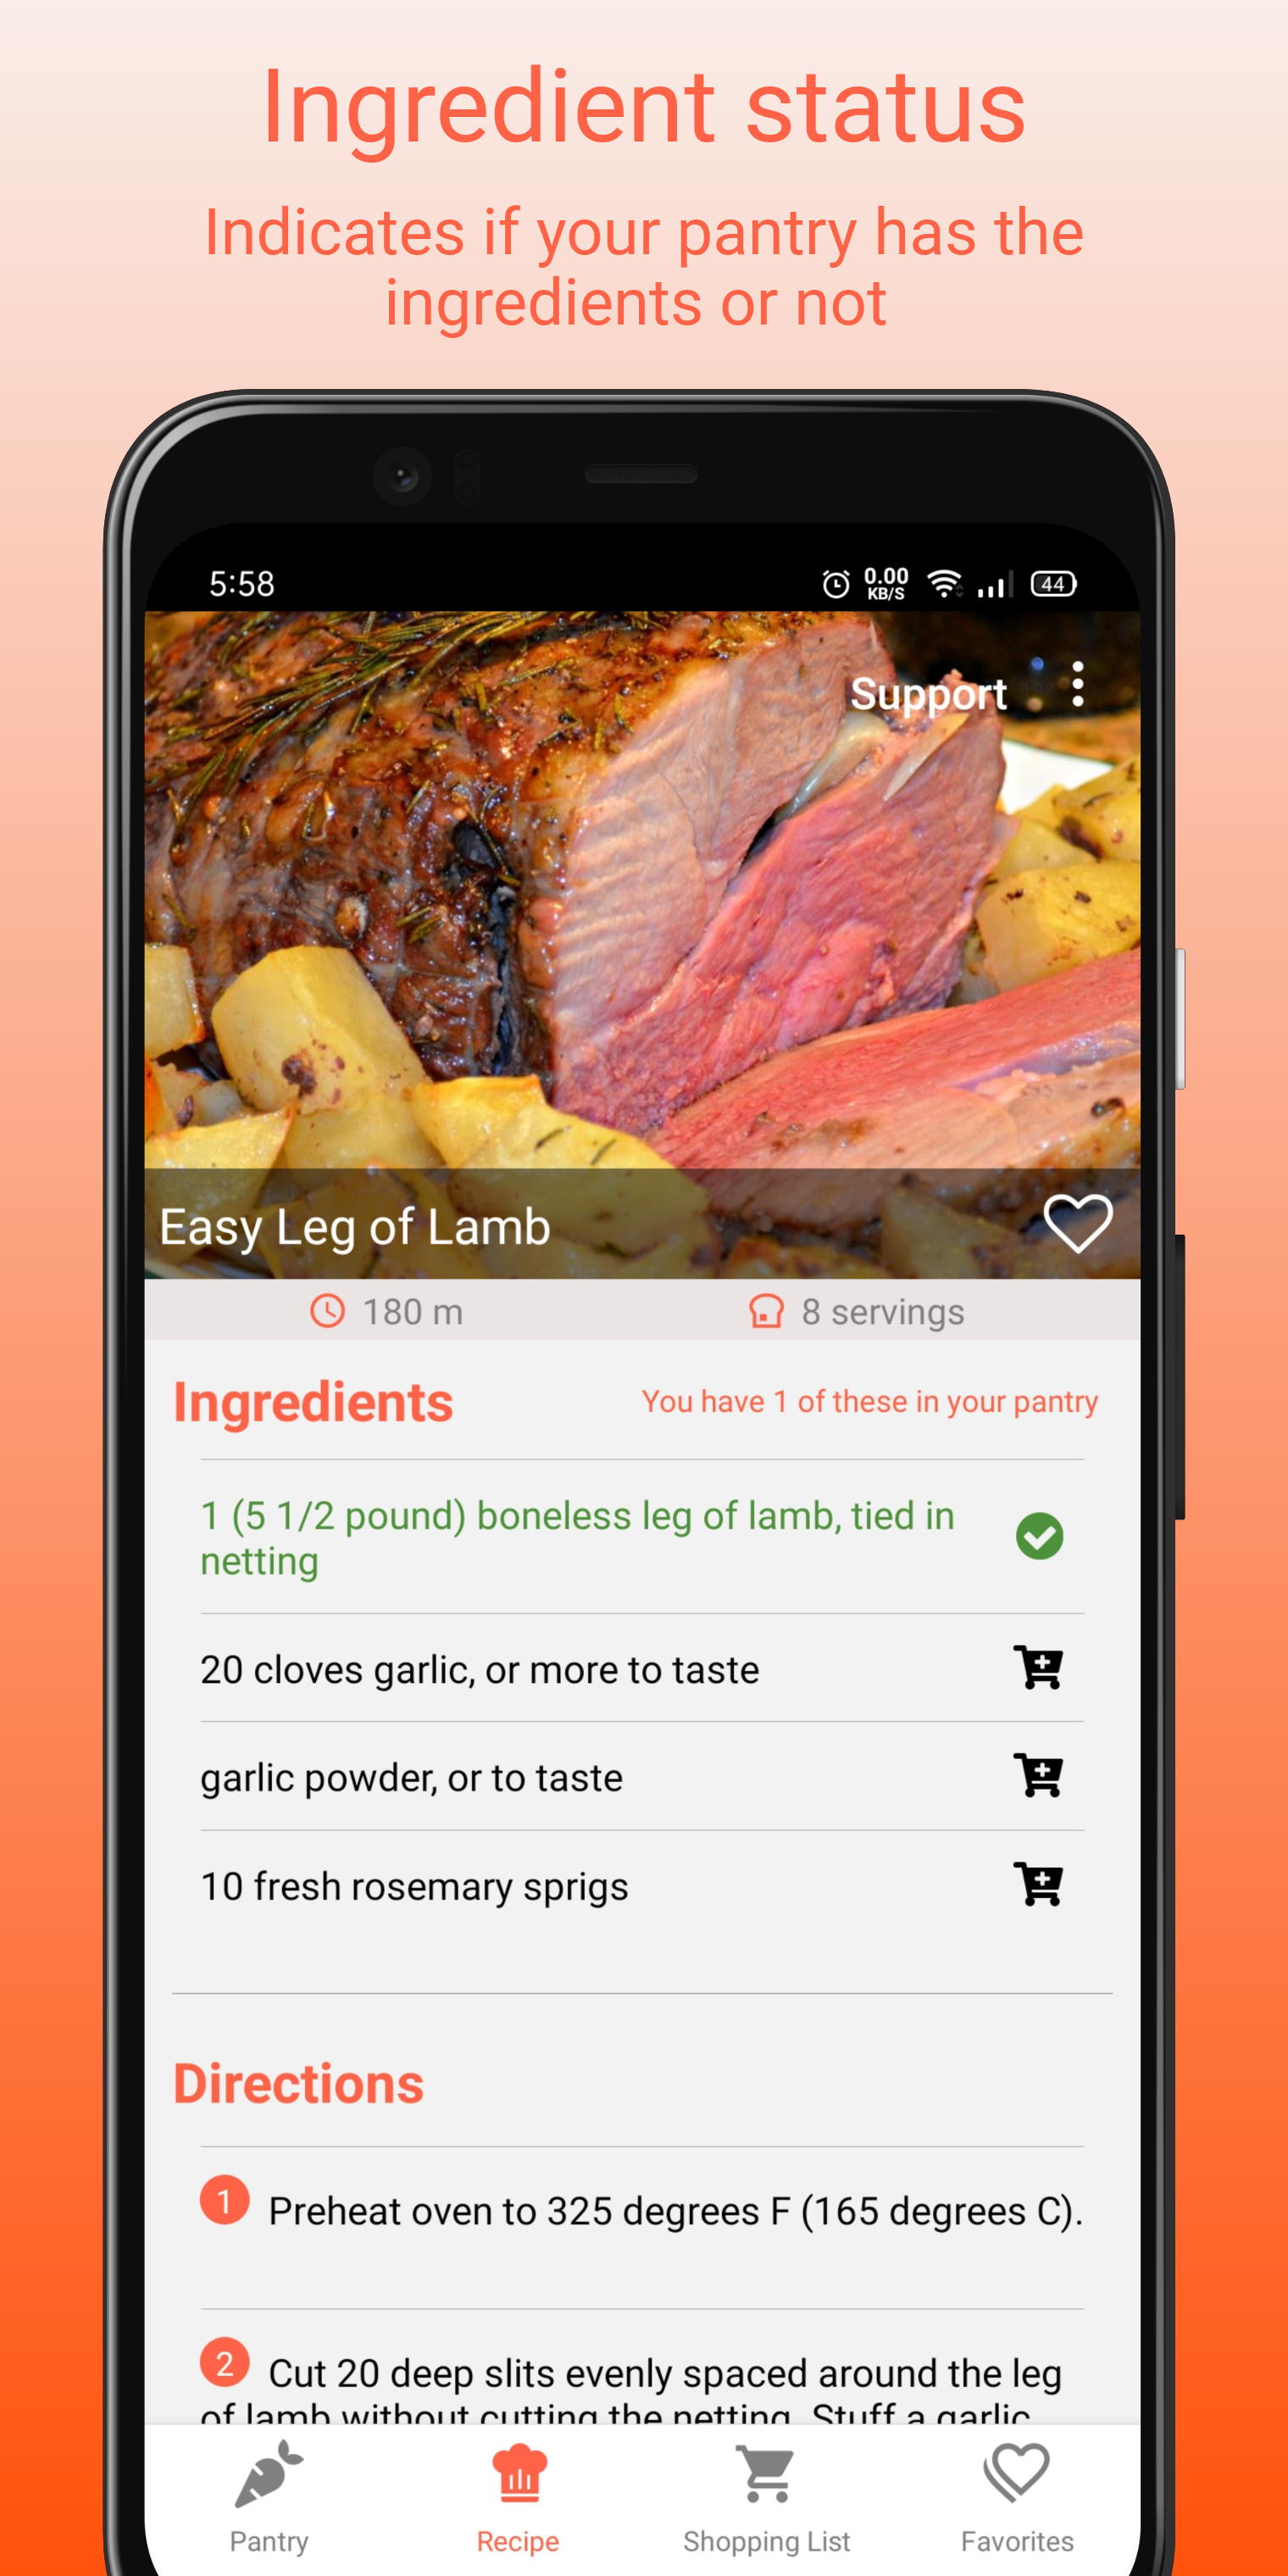 Ingredient status
Indicates if your pantry has the
ingredients or not
5:58
0.00
KB/S
44
Support
Easy Leg of Lamb
180 m
8 servings
Ingredients
You have 1 of these in your pantry
1 (5 1/2 pound) boneless leg of lamb, tied in
netting
20 cloves garlic, or more to taste
garlic powder, or to taste
10 fresh rosemary sprigs
Directions
1 Preheat oven to 325 degrees F (165 degrees C).
2 Cut 20 deep slits evenly spaced around the leg
of lamb without cutting the netting. Stuff a garlic
Pantry
Recipe
Shopping List
Favorites